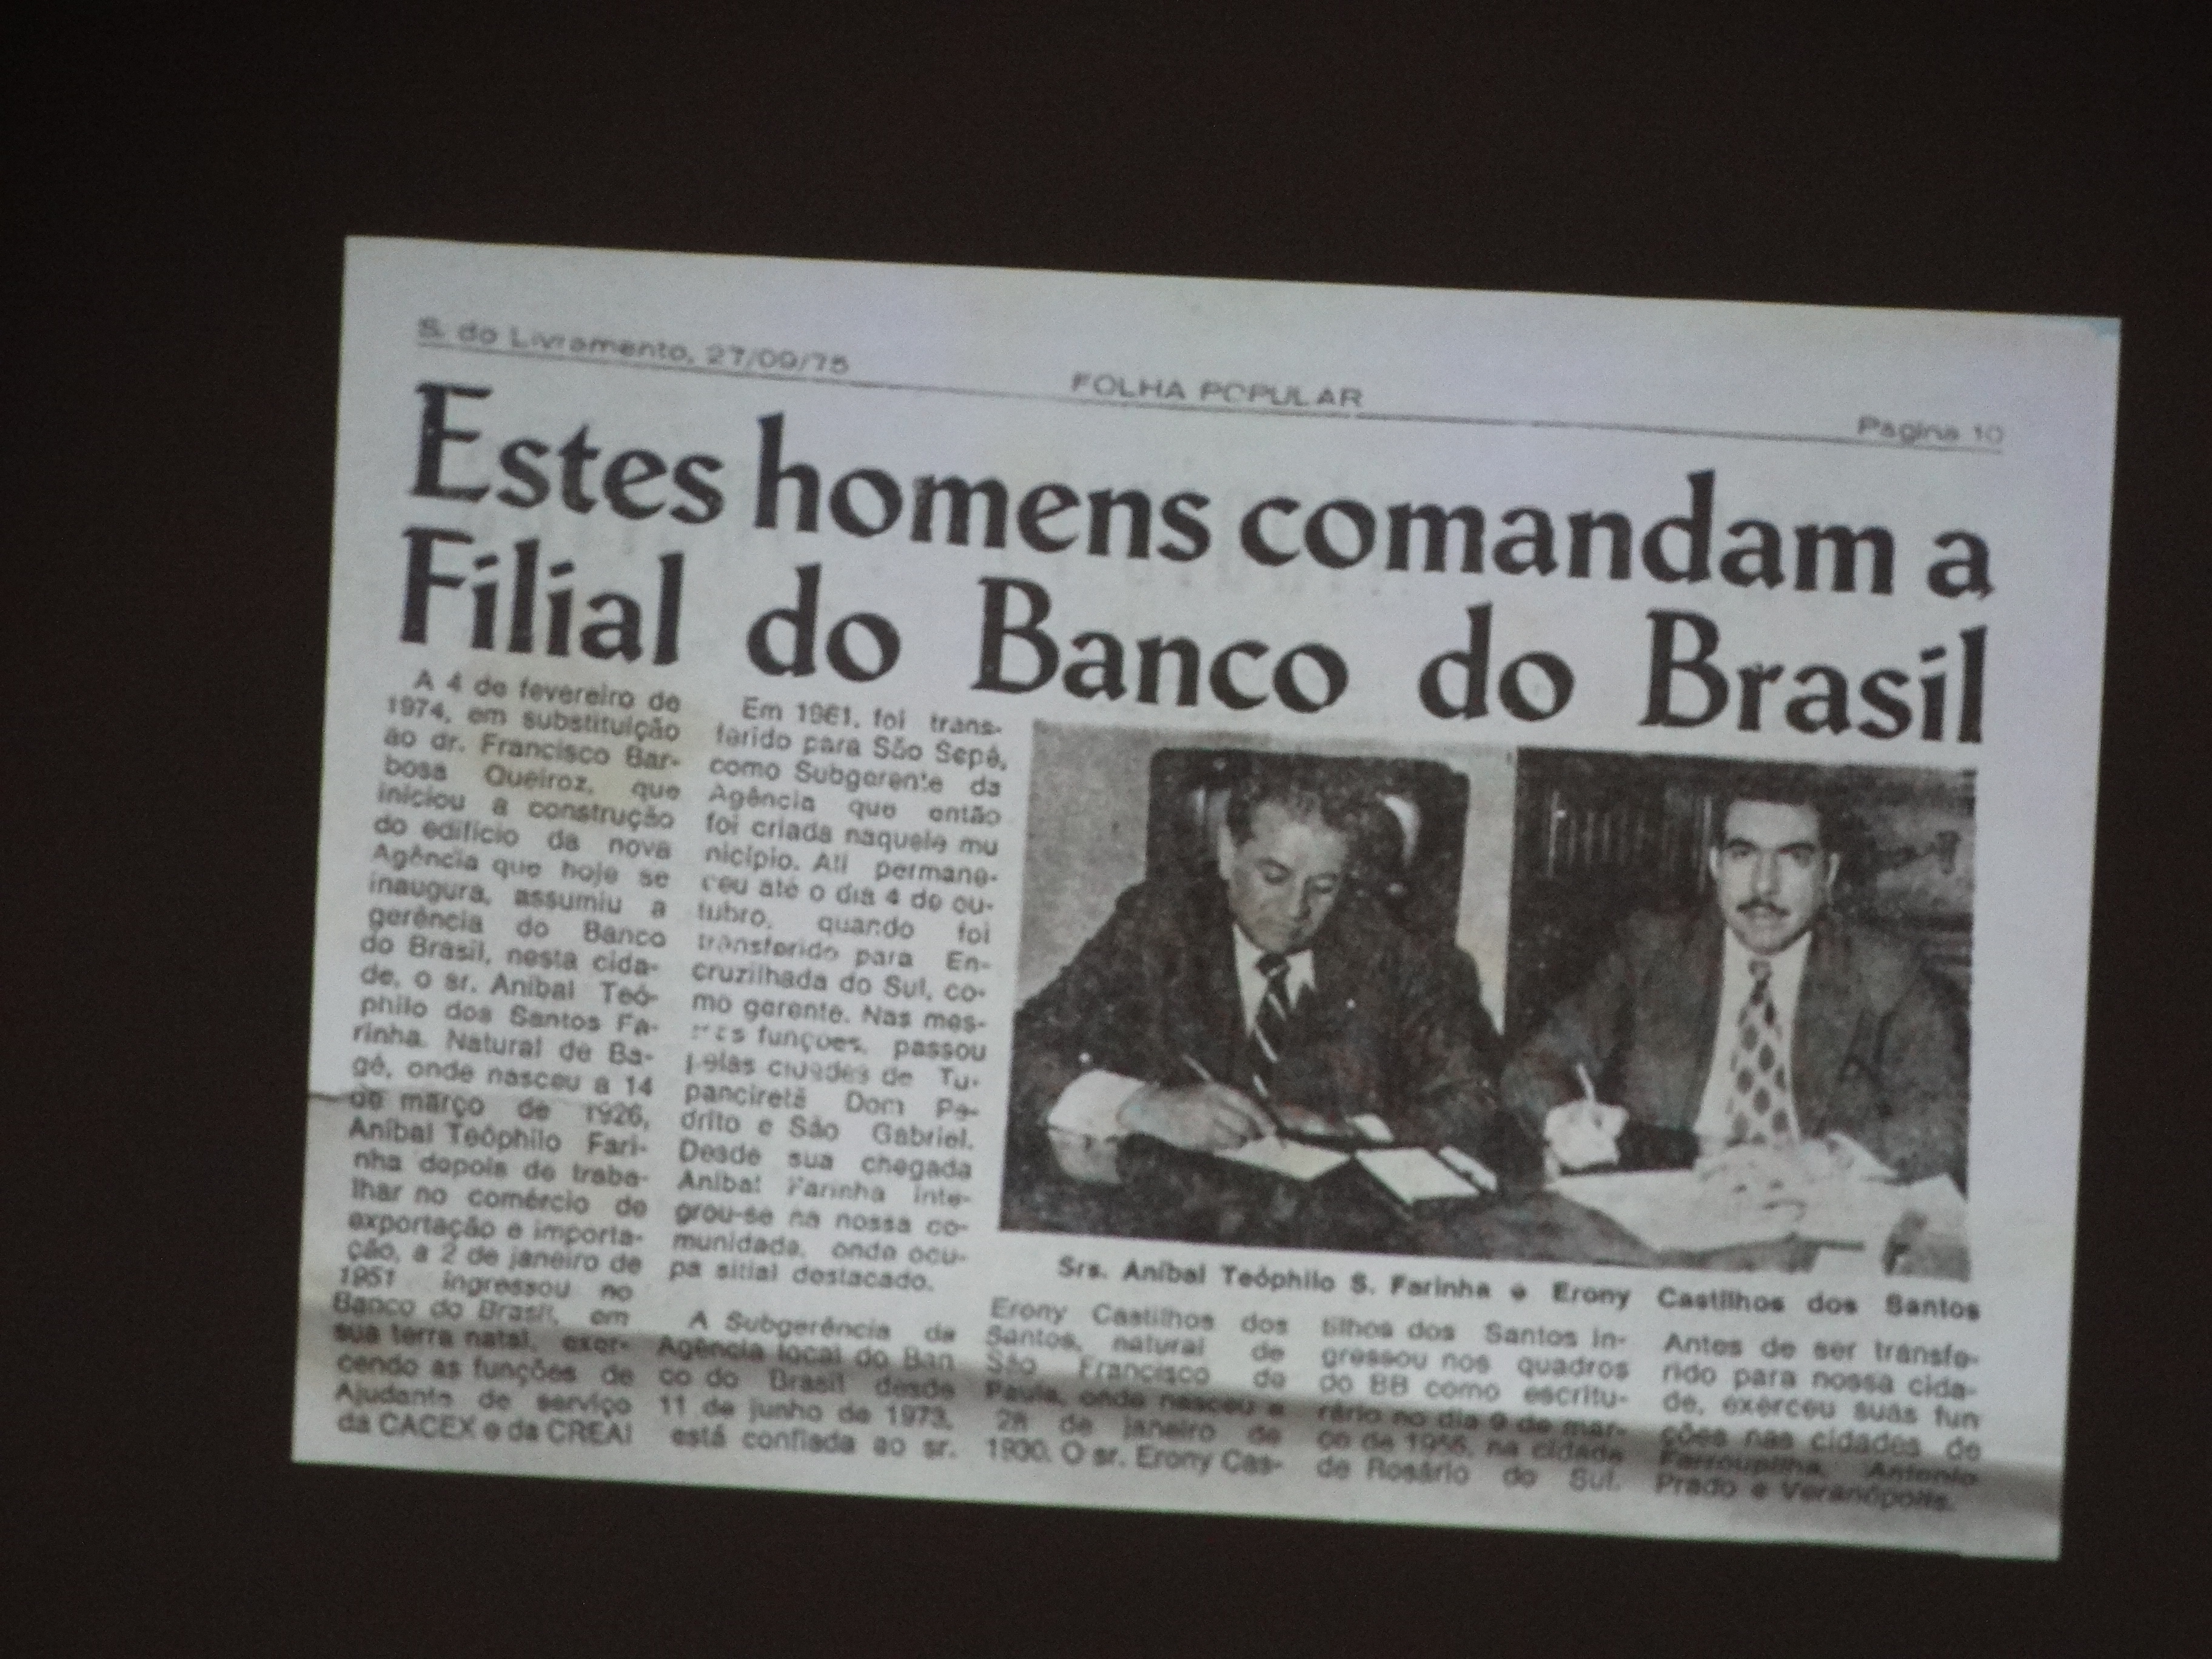 S. do Livramento, 27/09/75
FOLHA POPULAR
Pagina 10
Estes homens comandam a
Filial do Banco do Brasil
A 4 de fevereiro de
1974, em substituição
ao dr. Francisco Bar-
bosa Queiroz, que
iniciou a construção
do edifício da nova
Agência que hoje se
inaugura, assumiu a
gerência do Banco
do Brasil, nesta cida-
de, o sr. Anibal Teó-
philo dos Santos Fa-
rinha. Natural de Ba-
gé, onde nasceu a 14
de março de 1926,
Aníbal Teóphilo Fari-
nha depois de traba-
lhar no comércio de
exportação e importa-
ção, a 2 de janeiro de
1951 ingressou no
Banco do Brasil, em
sua terra natal, exer-
cendo as funções de
Ajudante de serviço
da CACEX e da CREAI
Em 1961, foi trans-
ferido para São Sepé,
como Subgerente da
Agência que então
foi criada naquele mu
nicípio. Ali permane-
ceu até o dia 4 de ou-
tubro, quando foi
transferido para En-
cruzilhada do Sul, co-
mo gerente. Nas mes-
funções, passou
pelas cidades de Tu-
panciretã Dom Pe-
drito e São Gabriel.
Desde sua chegada
Aníbal Farinha inte-
grou-se na nossa co-
munidade, onde ocu-
pa sitial destacado.
A Subgerência da
Agência local do Ban
co do Brasil desde
11 de junho de 1973,
está confiada ao sr.
Srs. Aníbal Teóphilo S. Farinha e Erony Castilhos dos Santos
Erony Castilhos dos
Santos, natural de
São Francisco de
Paula, onde nasceu a
28 de janeiro de
1930. O sr. Erony Cas-
tilhos dos Santos in-
gressou nos quadros
do BB como escritu-
rário no dia 9 de mar-
ço de 1956, na cidade
de Rosário do Sul.
Antes de ser transfe-
rido para nossa cida-
de, exerceu suas fun
ções nas cidades de
Farroupilha, Antonio
Prado e Veranópolis.